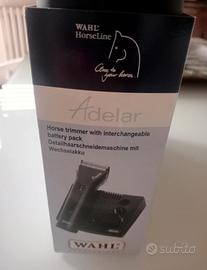 WAHL
HorseLine
Close to your horse
Adelar
Horse trimmer with interchangeable
battery pack
Detailhaarschneidemaschine mit
Wechselakku
WAHL
subito